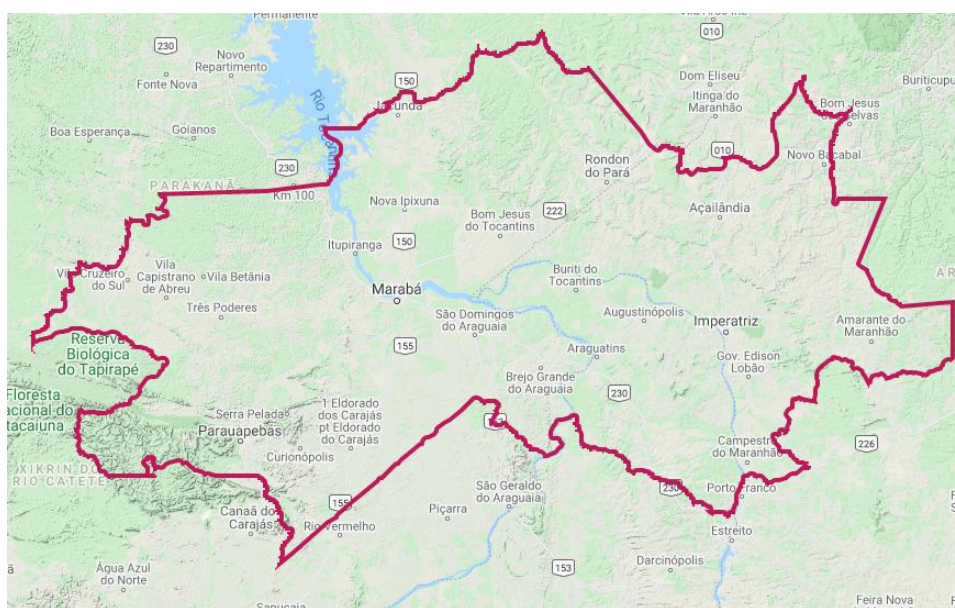 Permanente
230
Novo
Repartimento
Fonte Nova
010
Dom Eliseu
Itinga do
Maranhão
Buriticupu
150
Jacundá
Rio Tocantins
Bom Jesus
das Selvas
Boa Esperança
Goianos
010
Novo Bacabal
230
Rondon
do Pará
PARAKANÃ
Km 100
Nova Ipixuna
222
Bom Jesus
do Tocantins
Açailândia
150
Itupiranga
Vila Cruzeiro
do Sul
Vila
Capistrano
de Abreu
Vila Betânia
Buriti do
Tocantins
Marabá
Três Poderes
São Domingos
do Araguaia
Augustinópolis
Imperatriz
Amarante do
Maranhão
Reserva
Biológica
do Tapirapé
155
Araguatins
Gov. Edison
Lobão
Brejo Grande
do Araguaia
230
Floresta
Serra Pelada
Eldorado
dos Carajás
pt Eldorado
do Carajás
Parauapebas
Curionópolis
153
Campestre
do Maranhão
226
XIKRIN DO
RIO CATETÉ
São Geraldo
do Araguaia
230
Porto Franco
Canaã dos
Carajás
155
Rio Vermelho
Piçarra
Estreito
Água Azul
do Norte
153
Darcinópolis
Sapucaia
Feira Nova